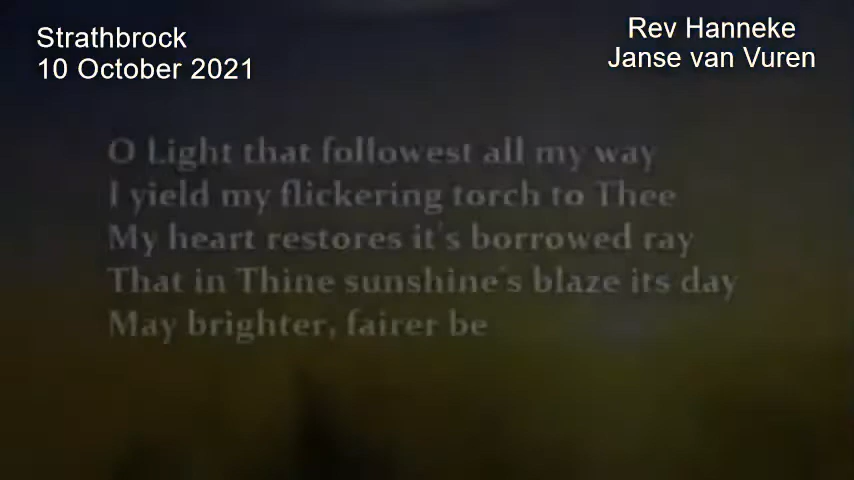 Strathbrock
10 October 2021
Rev Hanneke
Janse van Vuren
O Light that followest all my way
I yield my flickering torch to Thee
My heart restores it's borrowed ray
That in Thine sunshine's blaze its day
May brighter, fairer be